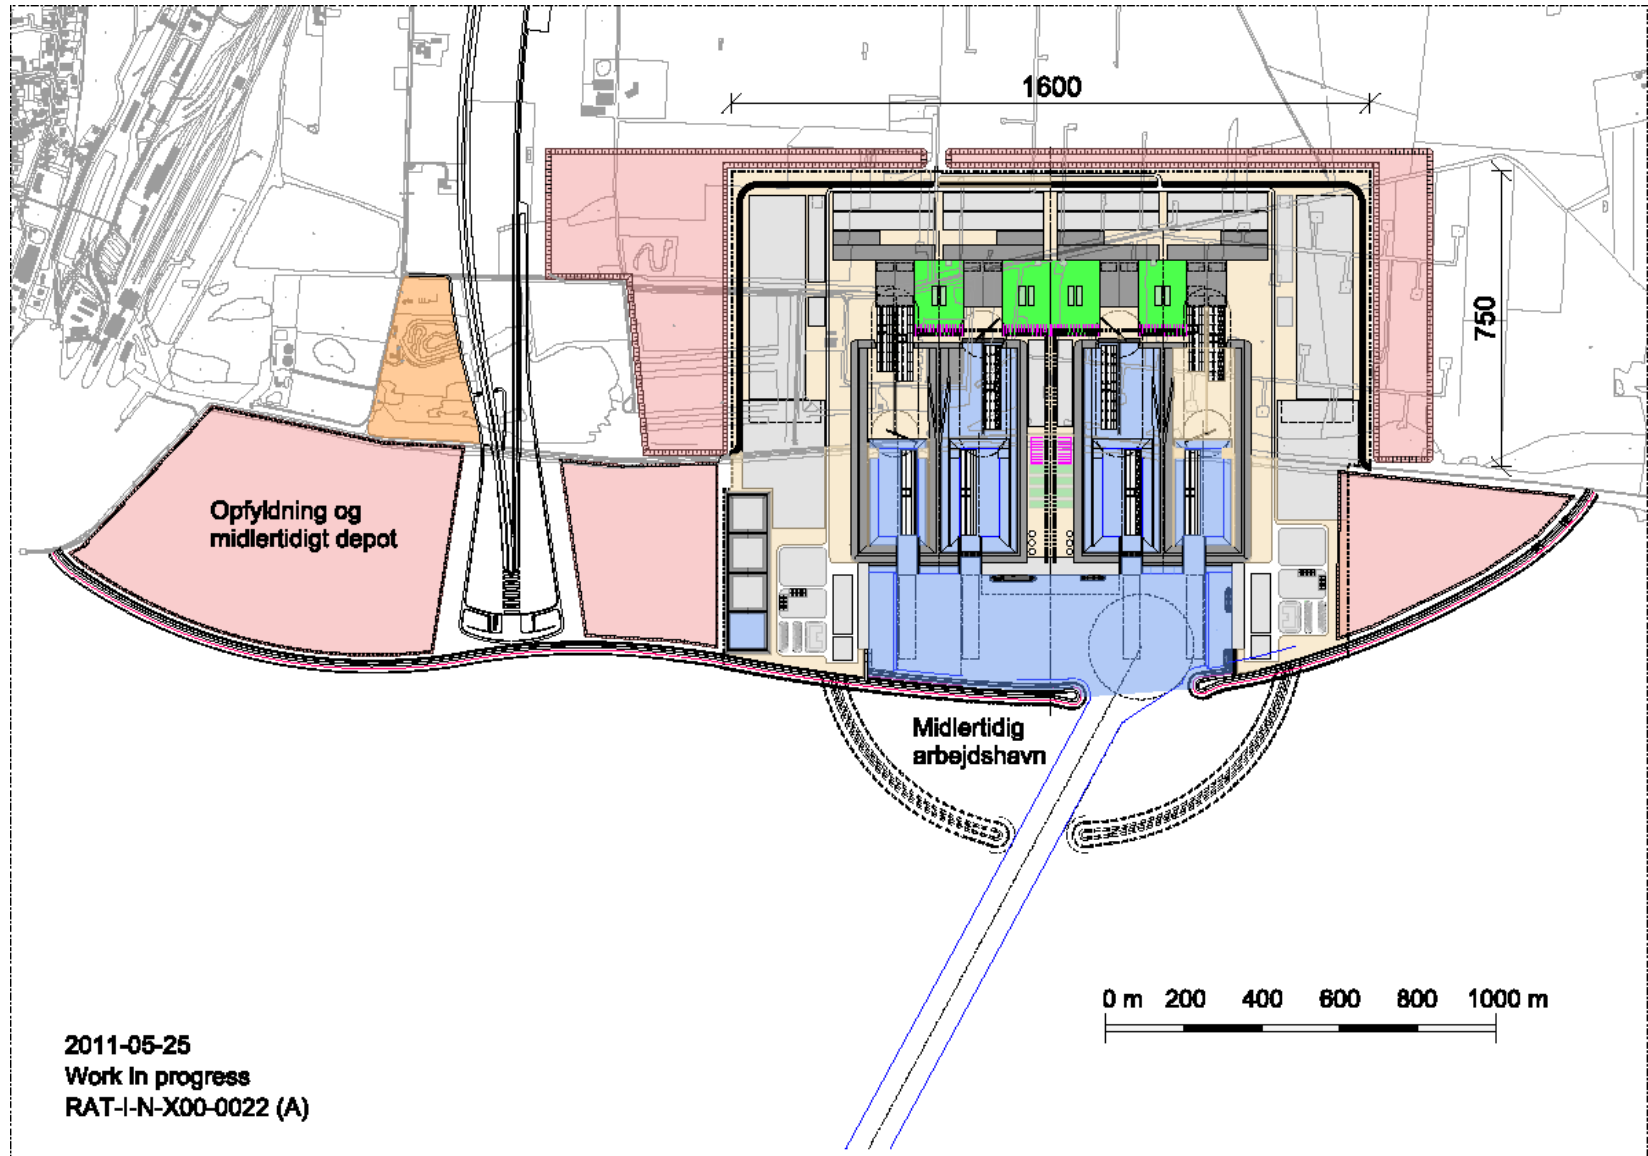 1600
750
Opfyldning og
midlertidigt depot
Midlertidig
arbejdshavn
0 m 200 400 600 800 1000 m
2011-05-25
Work in progress
RAT-I-N-X00-0022 (A)